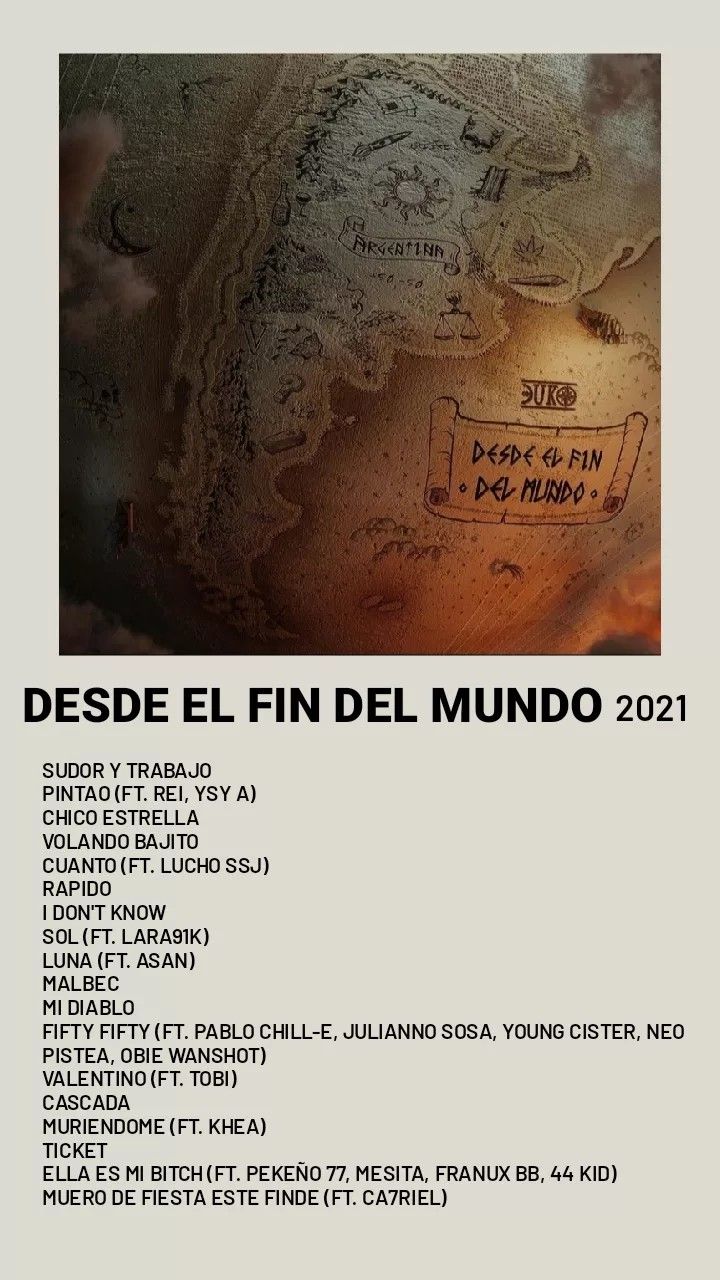 ARGENTINA
50-50
DUKO
DESDE EL FIN
DEL MUNDO
DESDE EL FIN DEL MUNDO 2021
SUDOR Y TRABAJO
PINTAO (FT. REI, YSY A)
CHICO ESTRELLA
VOLANDO BAJITO
CUANTO (FT. LUCHO SSJ)
RAPIDO
I DON'T KNOW
SOL (FT. LARA91K)
LUNA (FT. ASAN)
MALBEC
MI DIABLO
FIFTY FIFTY (FT. PABLO CHILL-E, JULIANNO SOSA, YOUNG CISTER, NEO
PISTEA, OBIE WANSHOT)
VALENTINO (FT. TOBI)
CASCADA
MURIENDOME (FT. KHEA)
TICKET
ELLA ES MI BITCH (FT. PEKEÑO 77, MESITA, FRANUX BB, 44 KID)
MUERO DE FIESTA ESTE FINDE (FT. CA7RIEL)